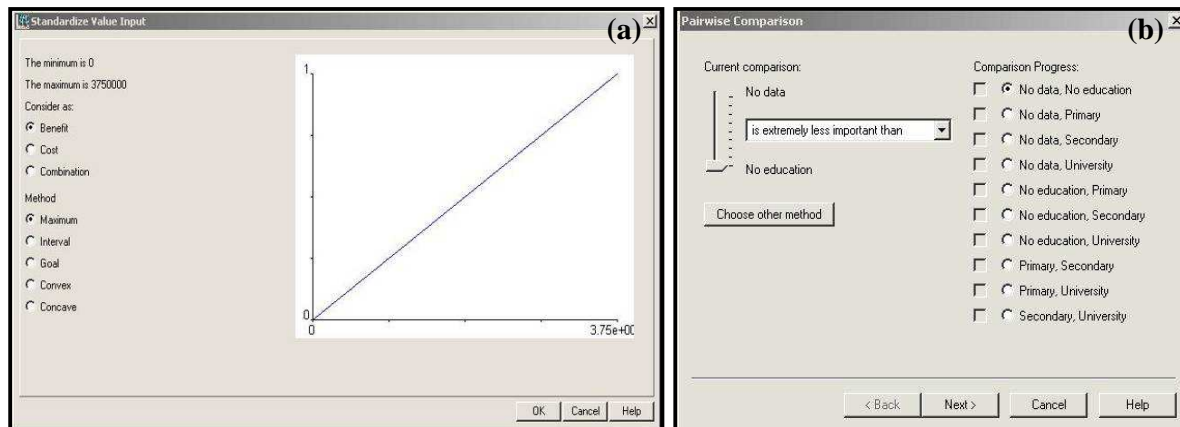 Standardize Value Input
(a)
The minimum is 0
The maximum is 3750000
Consider as:
Benefit
Cost
Combination
Method
Maximum
Interval
Goal
Convex
Concave
1
0
0
3.75e+00
OK
Cancel
Help
Pairwise Comparison
(b)
Current comparison:
No data
is extremely less important than
No education
Choose other method
Comparison Progress:
No data, No education
No data, Primary
No data, Secondary
No data, University
No education, Primary
No education, Secondary
No education, University
Primary, Secondary
Primary, University
Secondary, University
< Back
Next >
Cancel
Help